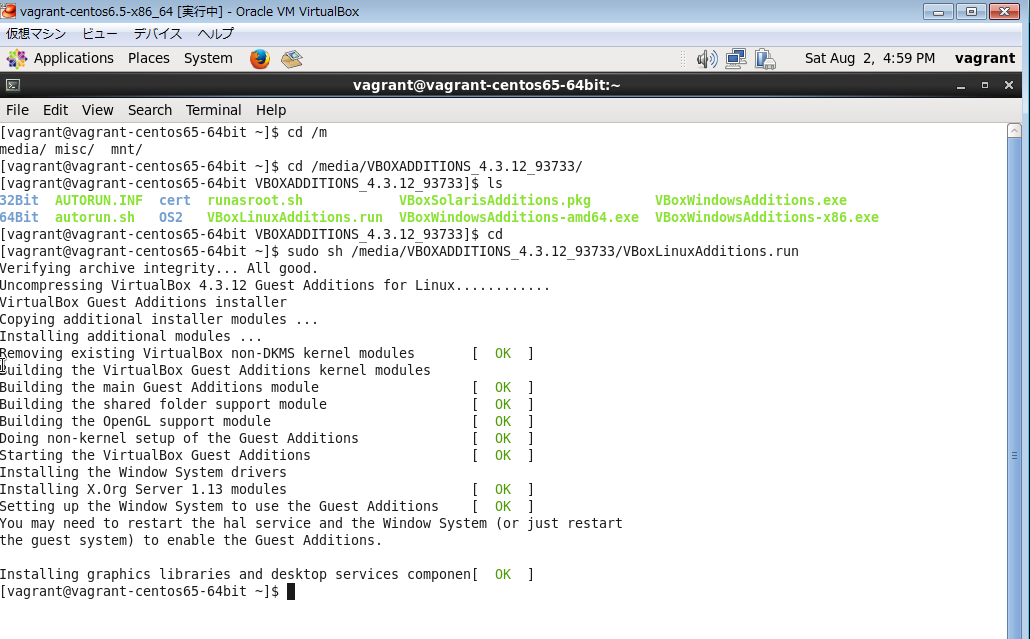 vagrant-centos6.5-x86_64 [実行中] - Oracle VM VirtualBox
仮想マシン ビュー デバイス ヘルプ
Applications Places System Sat Aug 2, 4:59 PM vagrant
vagrant@vagrant-centos65-64bit:~
File Edit View Search Terminal Help
[vagrant@vagrant-centos65-64bit ~]$ cd /m
media/ misc/  mnt/
[vagrant@vagrant-centos65-64bit ~]$ cd /media/VBOXADDITIONS_4.3.12_93733/
[vagrant@vagrant-centos65-64bit VBOXADDITIONS_4.3.12_93733]$ ls
32Bit  AUTORUN.INF  cert  runasroot.sh            VBoxSolarisAdditions.pkg        VBoxWindowsAdditions.exe
64Bit  autorun.sh   OS2   VBoxLinuxAdditions.run  VBoxWindowsAdditions-amd64.exe  VBoxWindowsAdditions-x86.exe
[vagrant@vagrant-centos65-64bit VBOXADDITIONS_4.3.12_93733]$ cd
[vagrant@vagrant-centos65-64bit ~]$ sudo sh /media/VBOXADDITIONS_4.3.12_93733/VBoxLinuxAdditions.run
Verifying archive integrity... All good.
Uncompressing VirtualBox 4.3.12 Guest Additions for Linux............
VirtualBox Guest Additions installer
Copying additional installer modules ...
Installing additional modules ...
Removing existing VirtualBox non-DKMS kernel modules       [  OK  ]
Building the VirtualBox Guest Additions kernel modules
Building the main Guest Additions module                   [  OK  ]
Building the shared folder support module                  [  OK  ]
Building the OpenGL support module                         [  OK  ]
Doing non-kernel setup of the Guest Additions              [  OK  ]
Starting the VirtualBox Guest Additions                    [  OK  ]
Installing the Window System drivers
Installing X.Org Server 1.13 modules                       [  OK  ]
Setting up the Window System to use the Guest Additions    [  OK  ]
You may need to restart the hal service and the Window System (or just restart
the guest system) to enable the Guest Additions.
Installing graphics libraries and desktop services componen[  OK  ]
[vagrant@vagrant-centos65-64bit ~]$